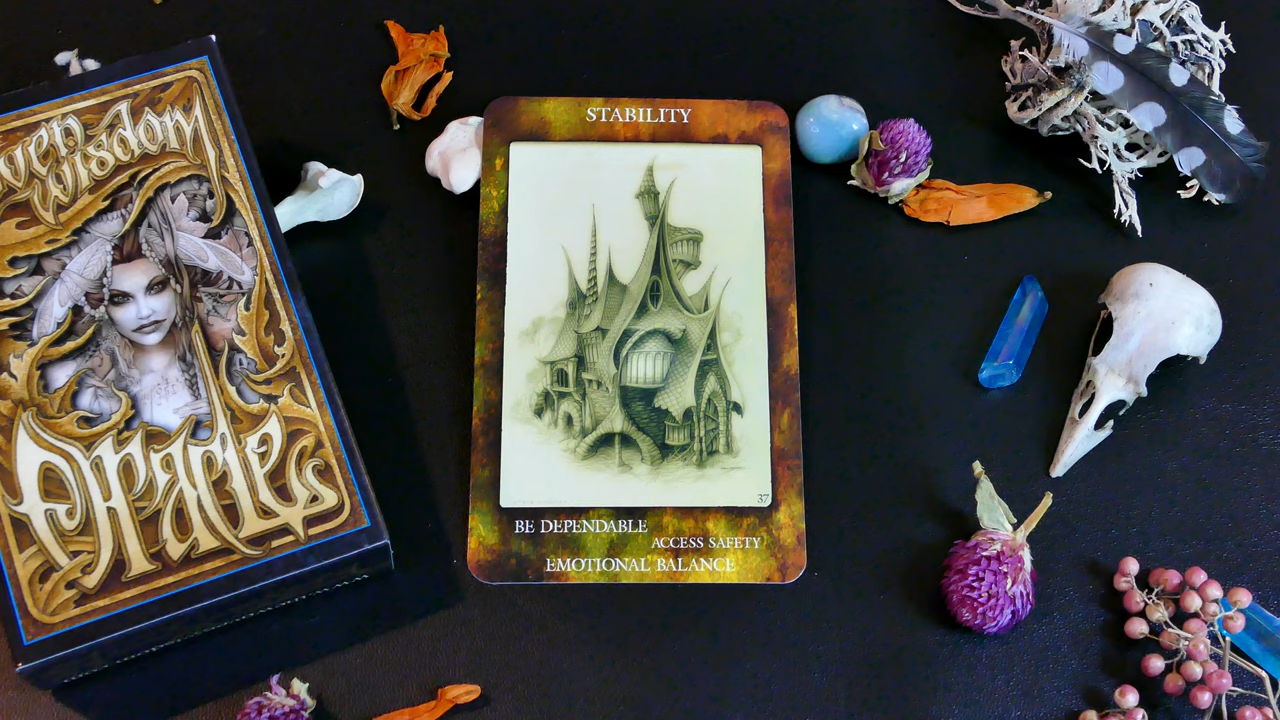 wisdom
Oracle
STABILITY
37
BE DEPENDABLE
ACCESS SAFETY
EMOTIONAL BALANCE